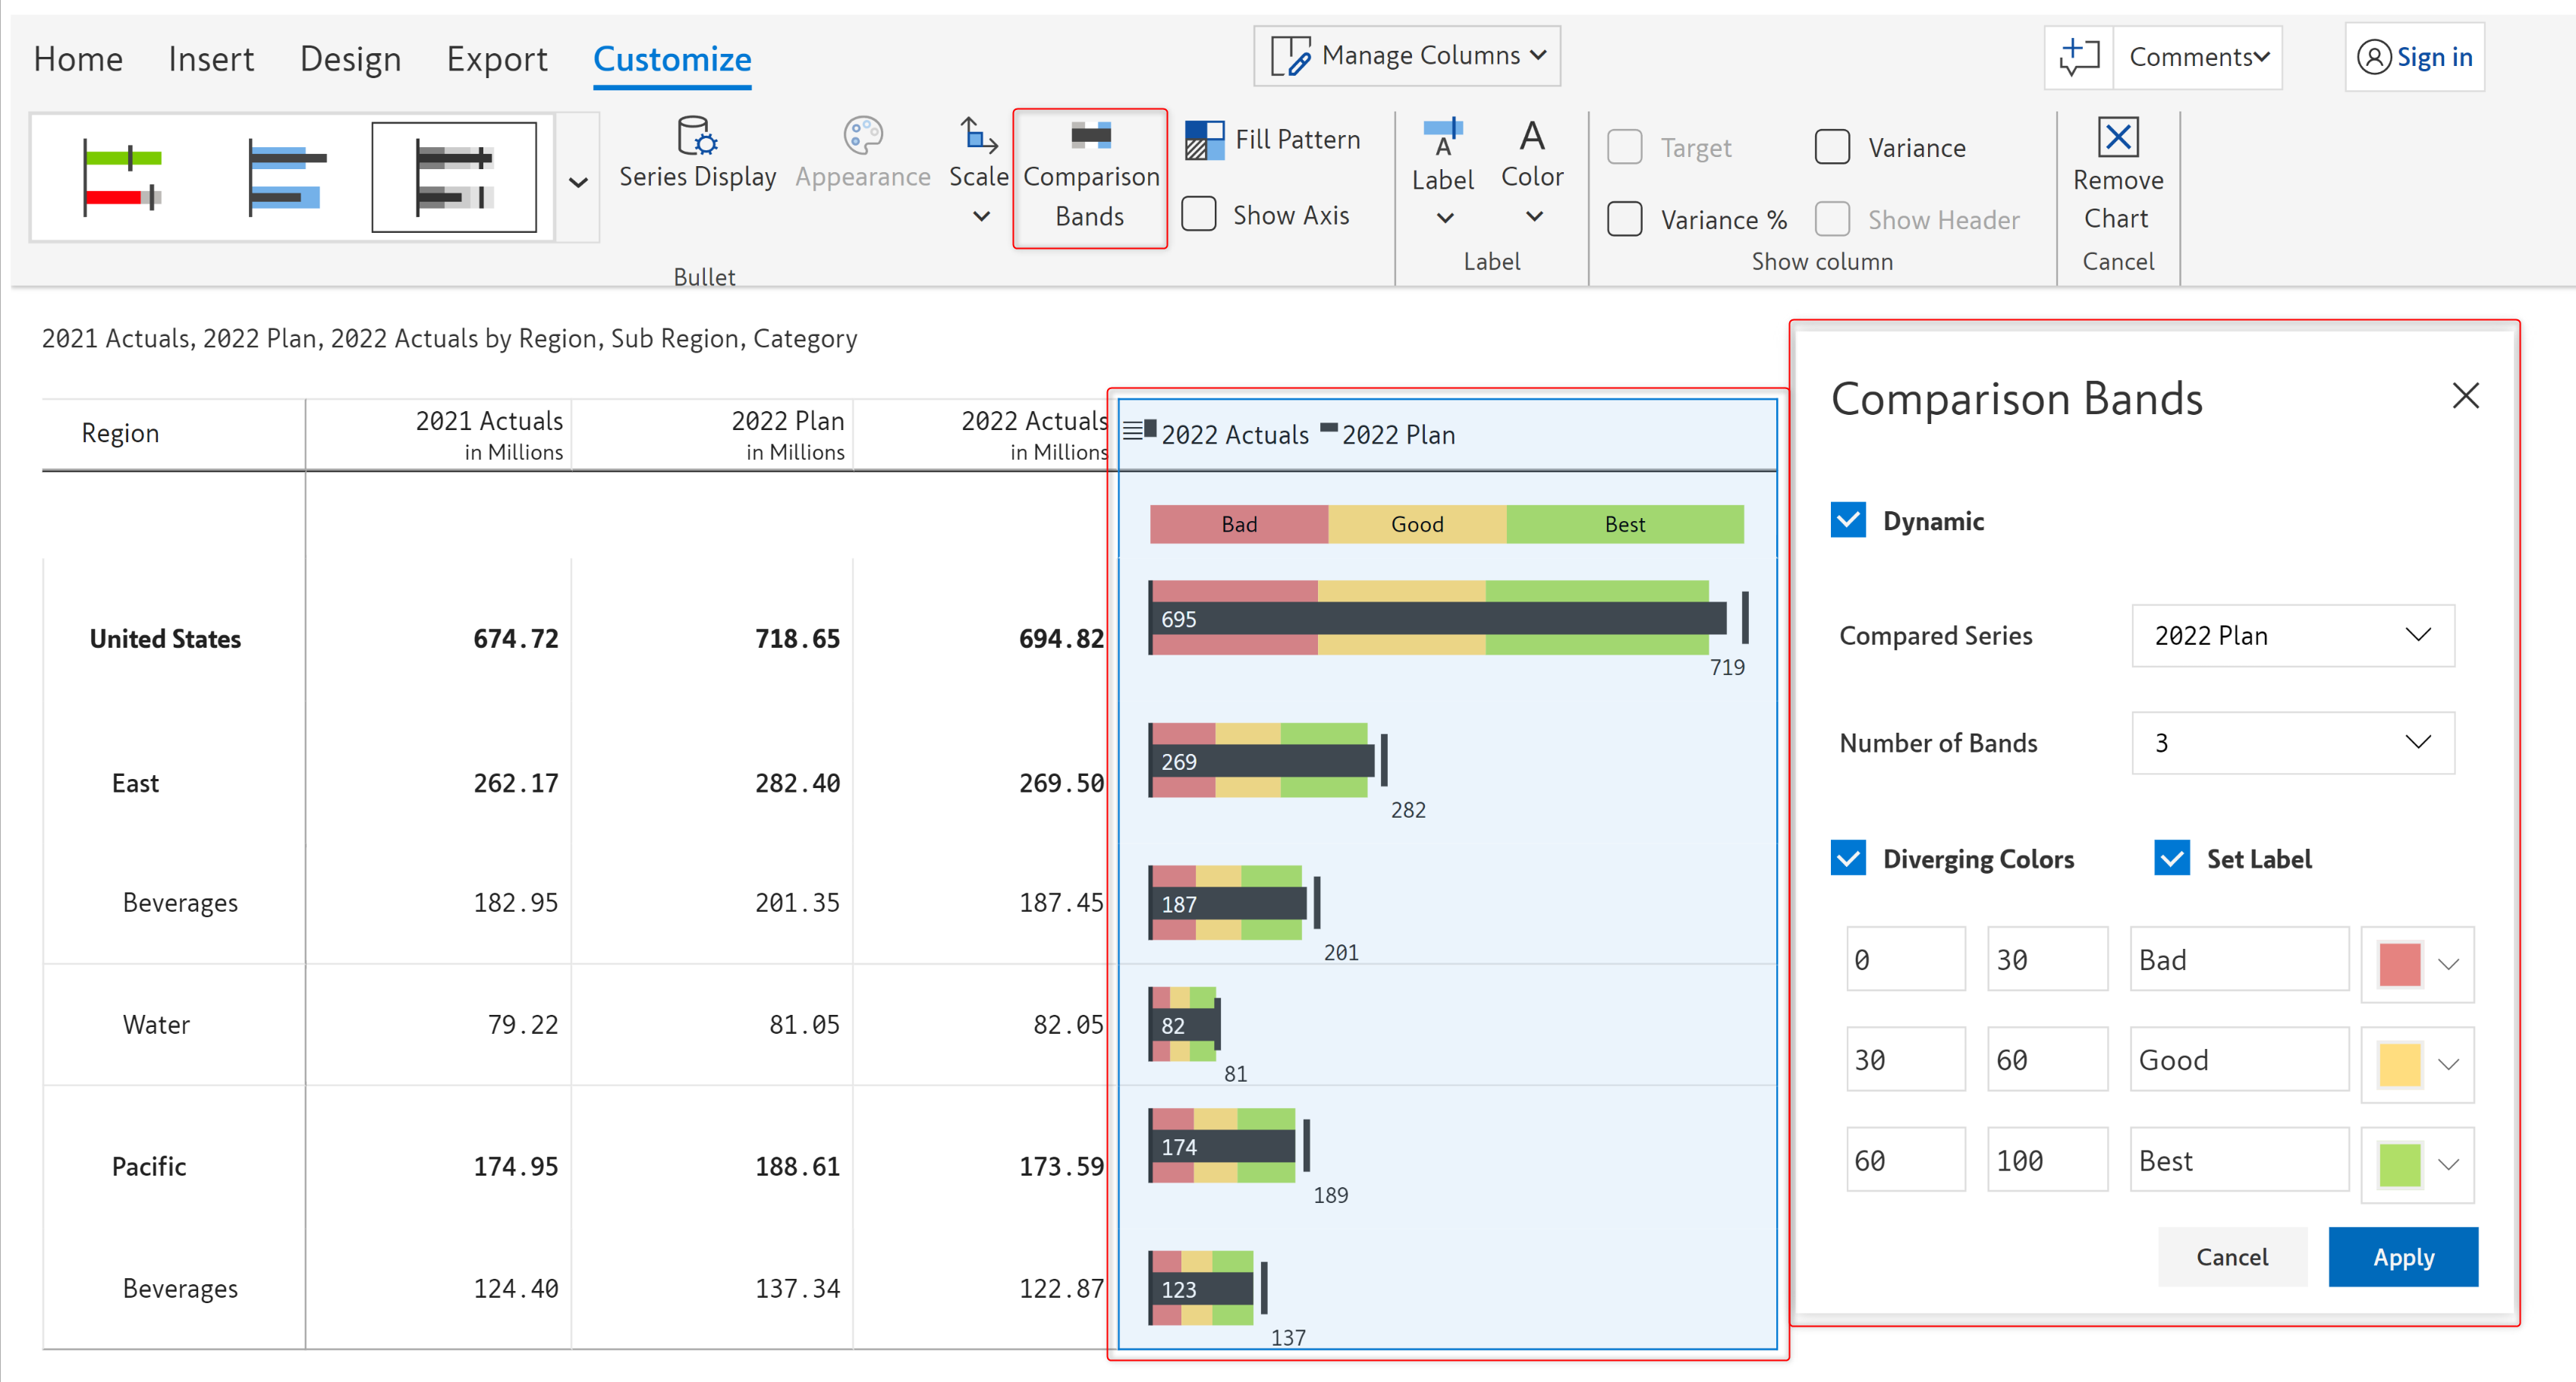 Home Insert Design Export Customize Manage Columns Comments Sign in
Series Display Appearance Scale Comparison Bands Fill Pattern Show Axis
Bullet
Label Color
Label
Target Variance
Variance % Show Header
Show column
Remove Chart
Cancel
2021 Actuals, 2022 Plan, 2022 Actuals by Region, Sub Region, Category
Region 2021 Actuals in Millions 2022 Plan in Millions 2022 Actuals in Millions 2022 Actuals 2022 Plan
Bad Good Best
United States 674.72 718.65 694.82 695 719
East 262.17 282.40 269.50 269 282
Beverages 182.95 201.35 187.45 187 201
Water 79.22 81.05 82.05 82 81
Pacific 174.95 188.61 173.59 174 189
Beverages 124.40 137.34 122.87 123 137
Comparison Bands
Dynamic
Compared Series 2022 Plan
Number of Bands 3
Diverging Colors Set Label
0 30 Bad
30 60 Good
60 100 Best
Cancel Apply